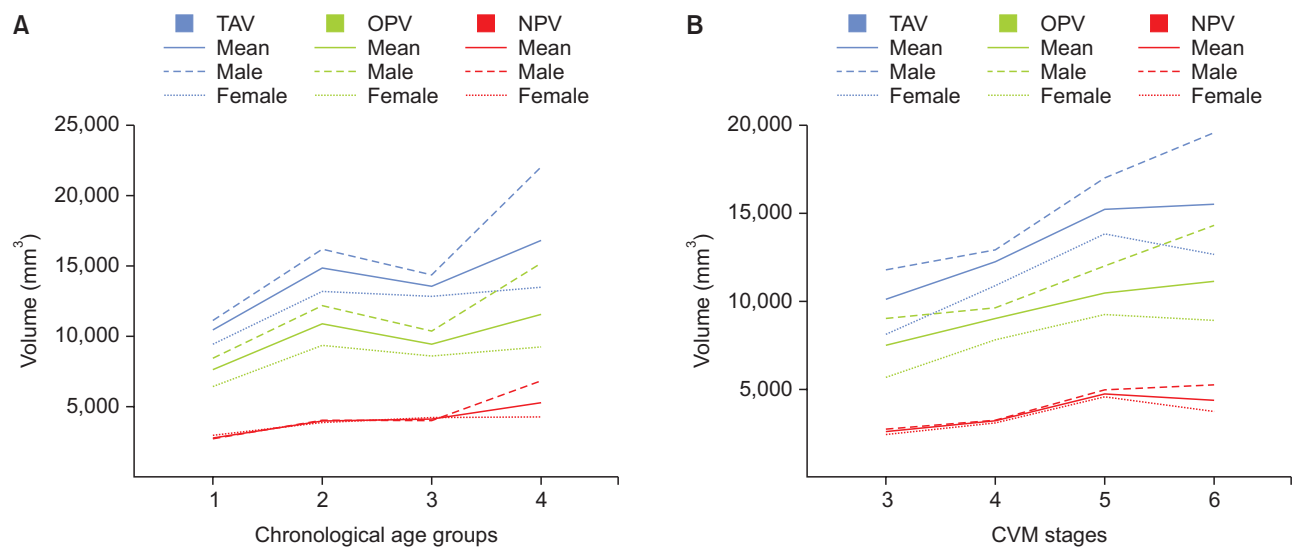 A
TAV OPV NPV
Mean Mean Mean
Male Male Male
Female Female Female
25,000
20,000
15,000
10,000
5,000
Volume (mm³)
1 2 3 4
Chronological age groups
B
TAV OPV NPV
Mean Mean Mean
Male Male Male
Female Female Female
20,000
15,000
10,000
5,000
Volume (mm³)
3 4 5 6
CVM stages